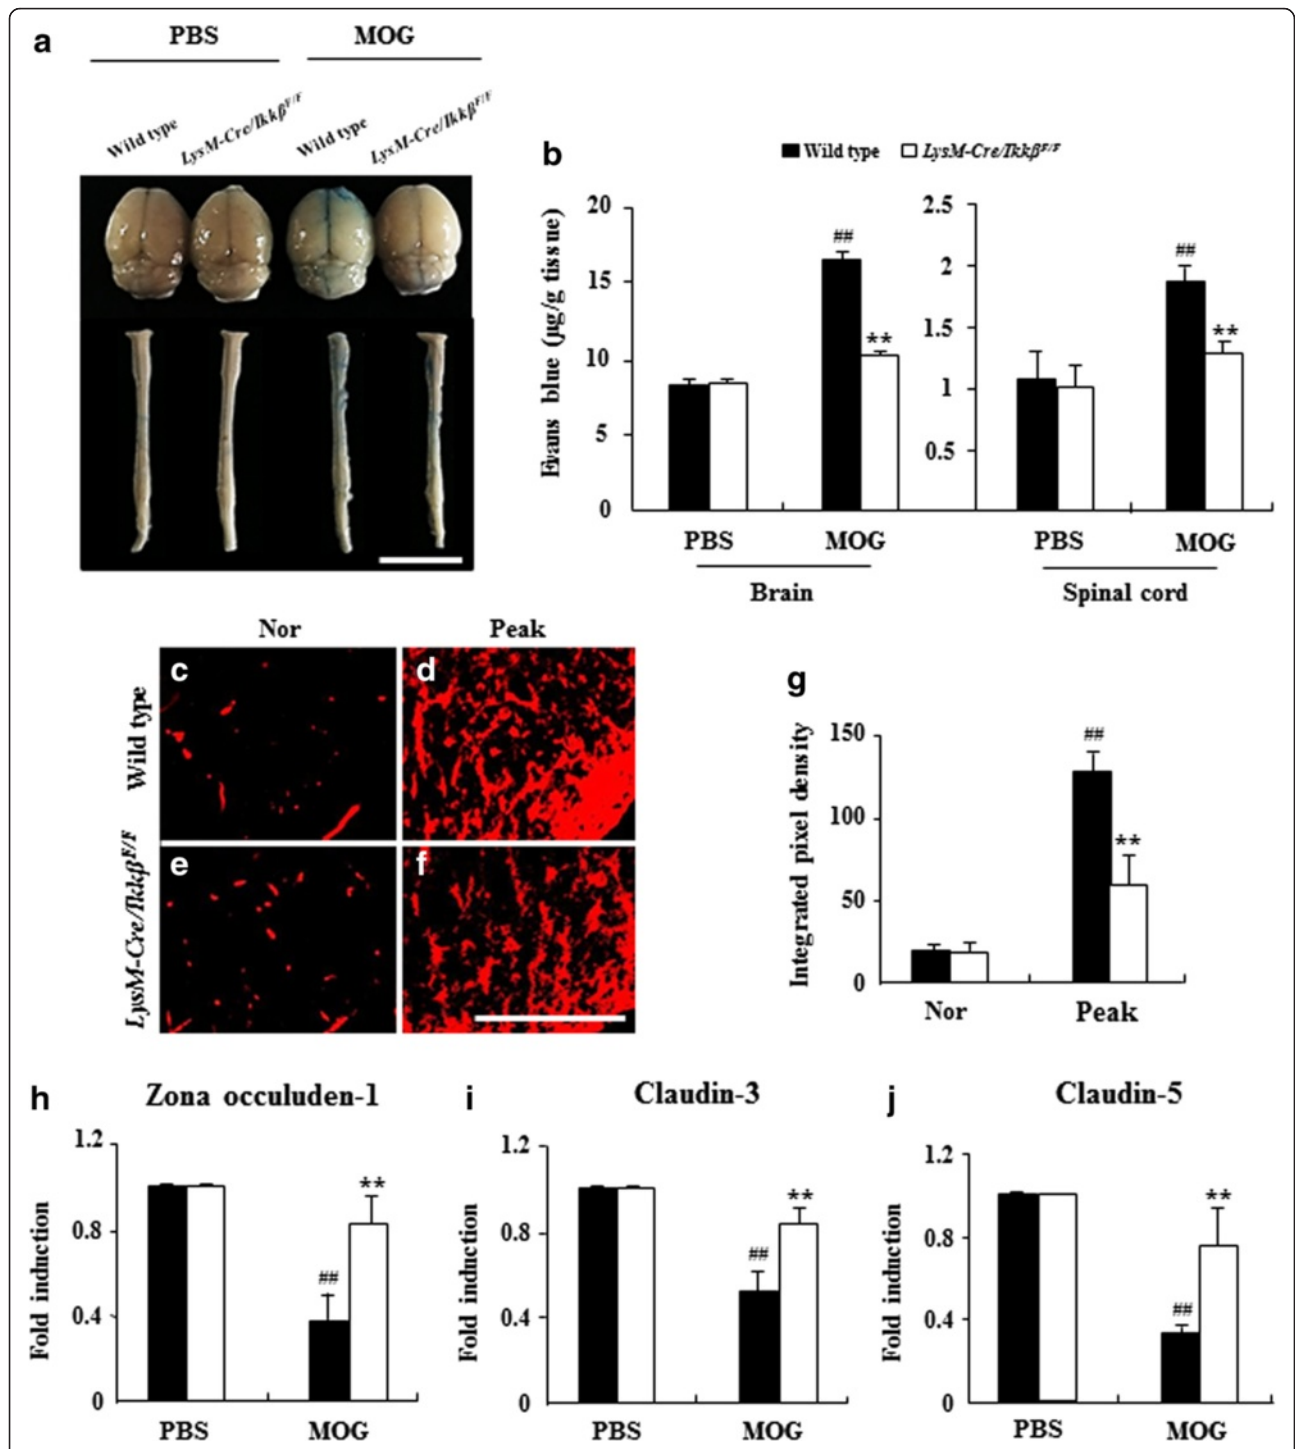 a
PBS MOG
Wild type LysM-Cre/Ikkβ^F/F Wild type LysM-Cre/Ikkβ^F/F
b
Wild type LysM-Cre/Ikkβ^F/F
Evans blue (µg/g tissue)
20
15
10
5
0
##
**
2.5
2
1.5
1
0.5
##
**
PBS MOG PBS MOG
Brain Spinal cord
Nor Peak
Wild type
c d
LysM-Cre/Ikkβ^F/F
e f
g
Integrated pixel density
150
100
50
0
##
**
Nor Peak
h Zona occuluden-1
Fold induction
1.2
0.8
0.4
0
##
**
PBS MOG
i Claudin-3
Fold induction
1.2
0.8
0.4
0
##
**
PBS MOG
j Claudin-5
Fold induction
1.2
0.8
0.4
0
##
**
PBS MOG